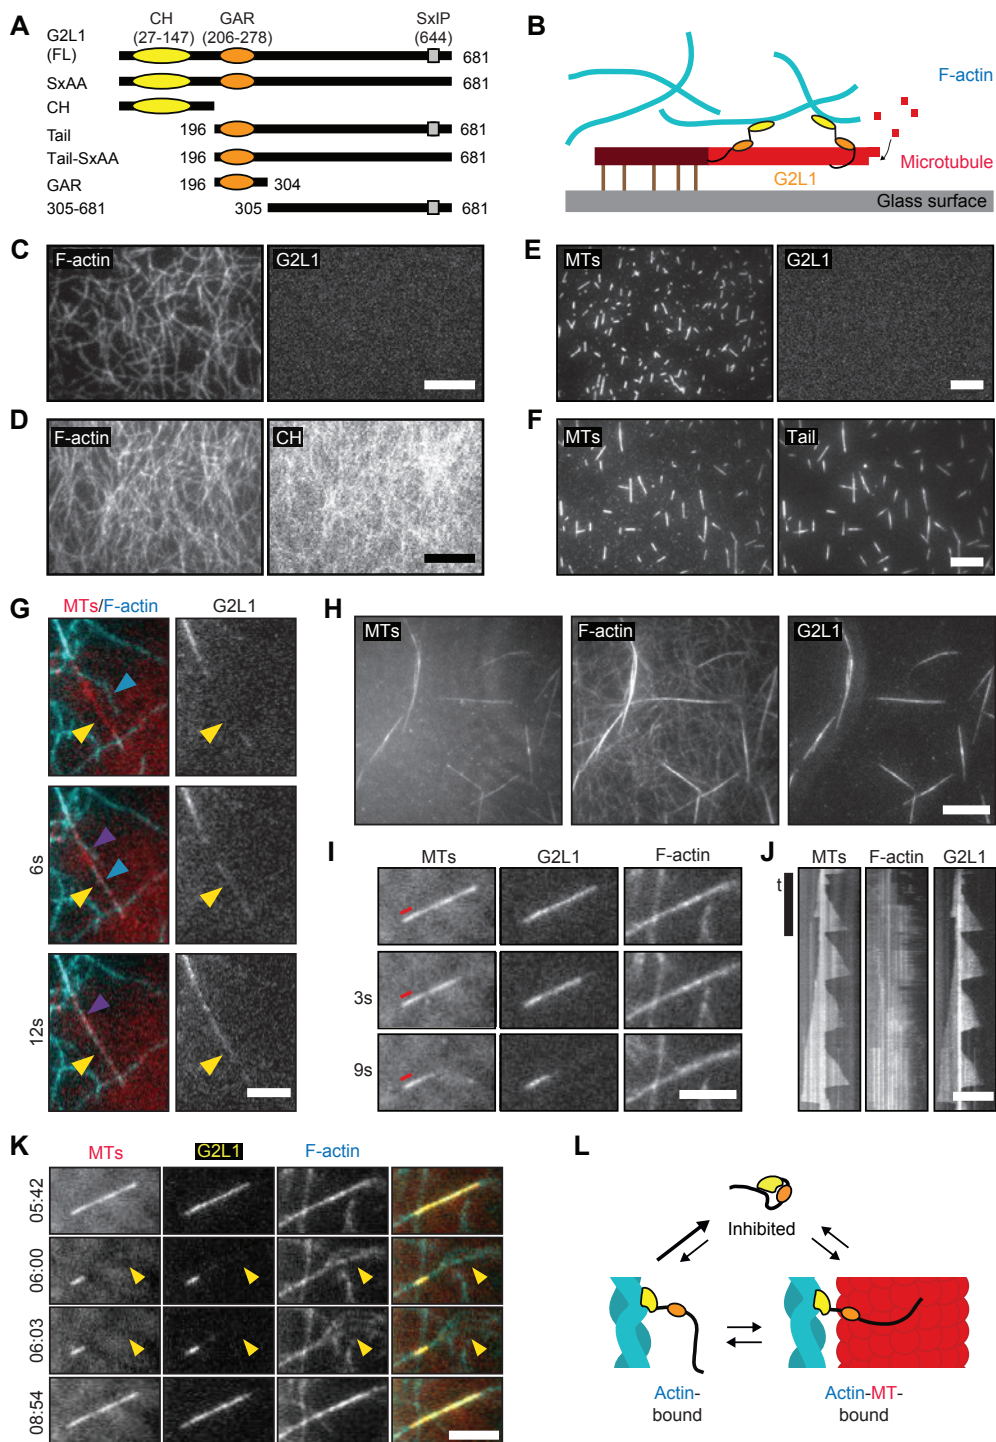 A
CH
GAR
SxIP
G2L1
(27-147)
(206-278)
(644)
(FL)
681
SxAA
681
CH
Tail
196
681
Tail-SxAA
196
681
GAR
196
304
305-681
305
681
B
F-actin
Microtubule
G2L1
Glass surface
C
F-actin
G2L1
E
MTs
G2L1
D
F-actin
CH
F
MTs
Tail
G
MTs/F-actin
G2L1
6s
12s
H
MTs
F-actin
G2L1
I
MTs
G2L1
F-actin
3s
9s
J
MTs
F-actin
G2L1
t
K
MTs
G2L1
F-actin
05:42
06:00
06:03
08:54
L
Inhibited
Actin-
bound
Actin-MT-
bound